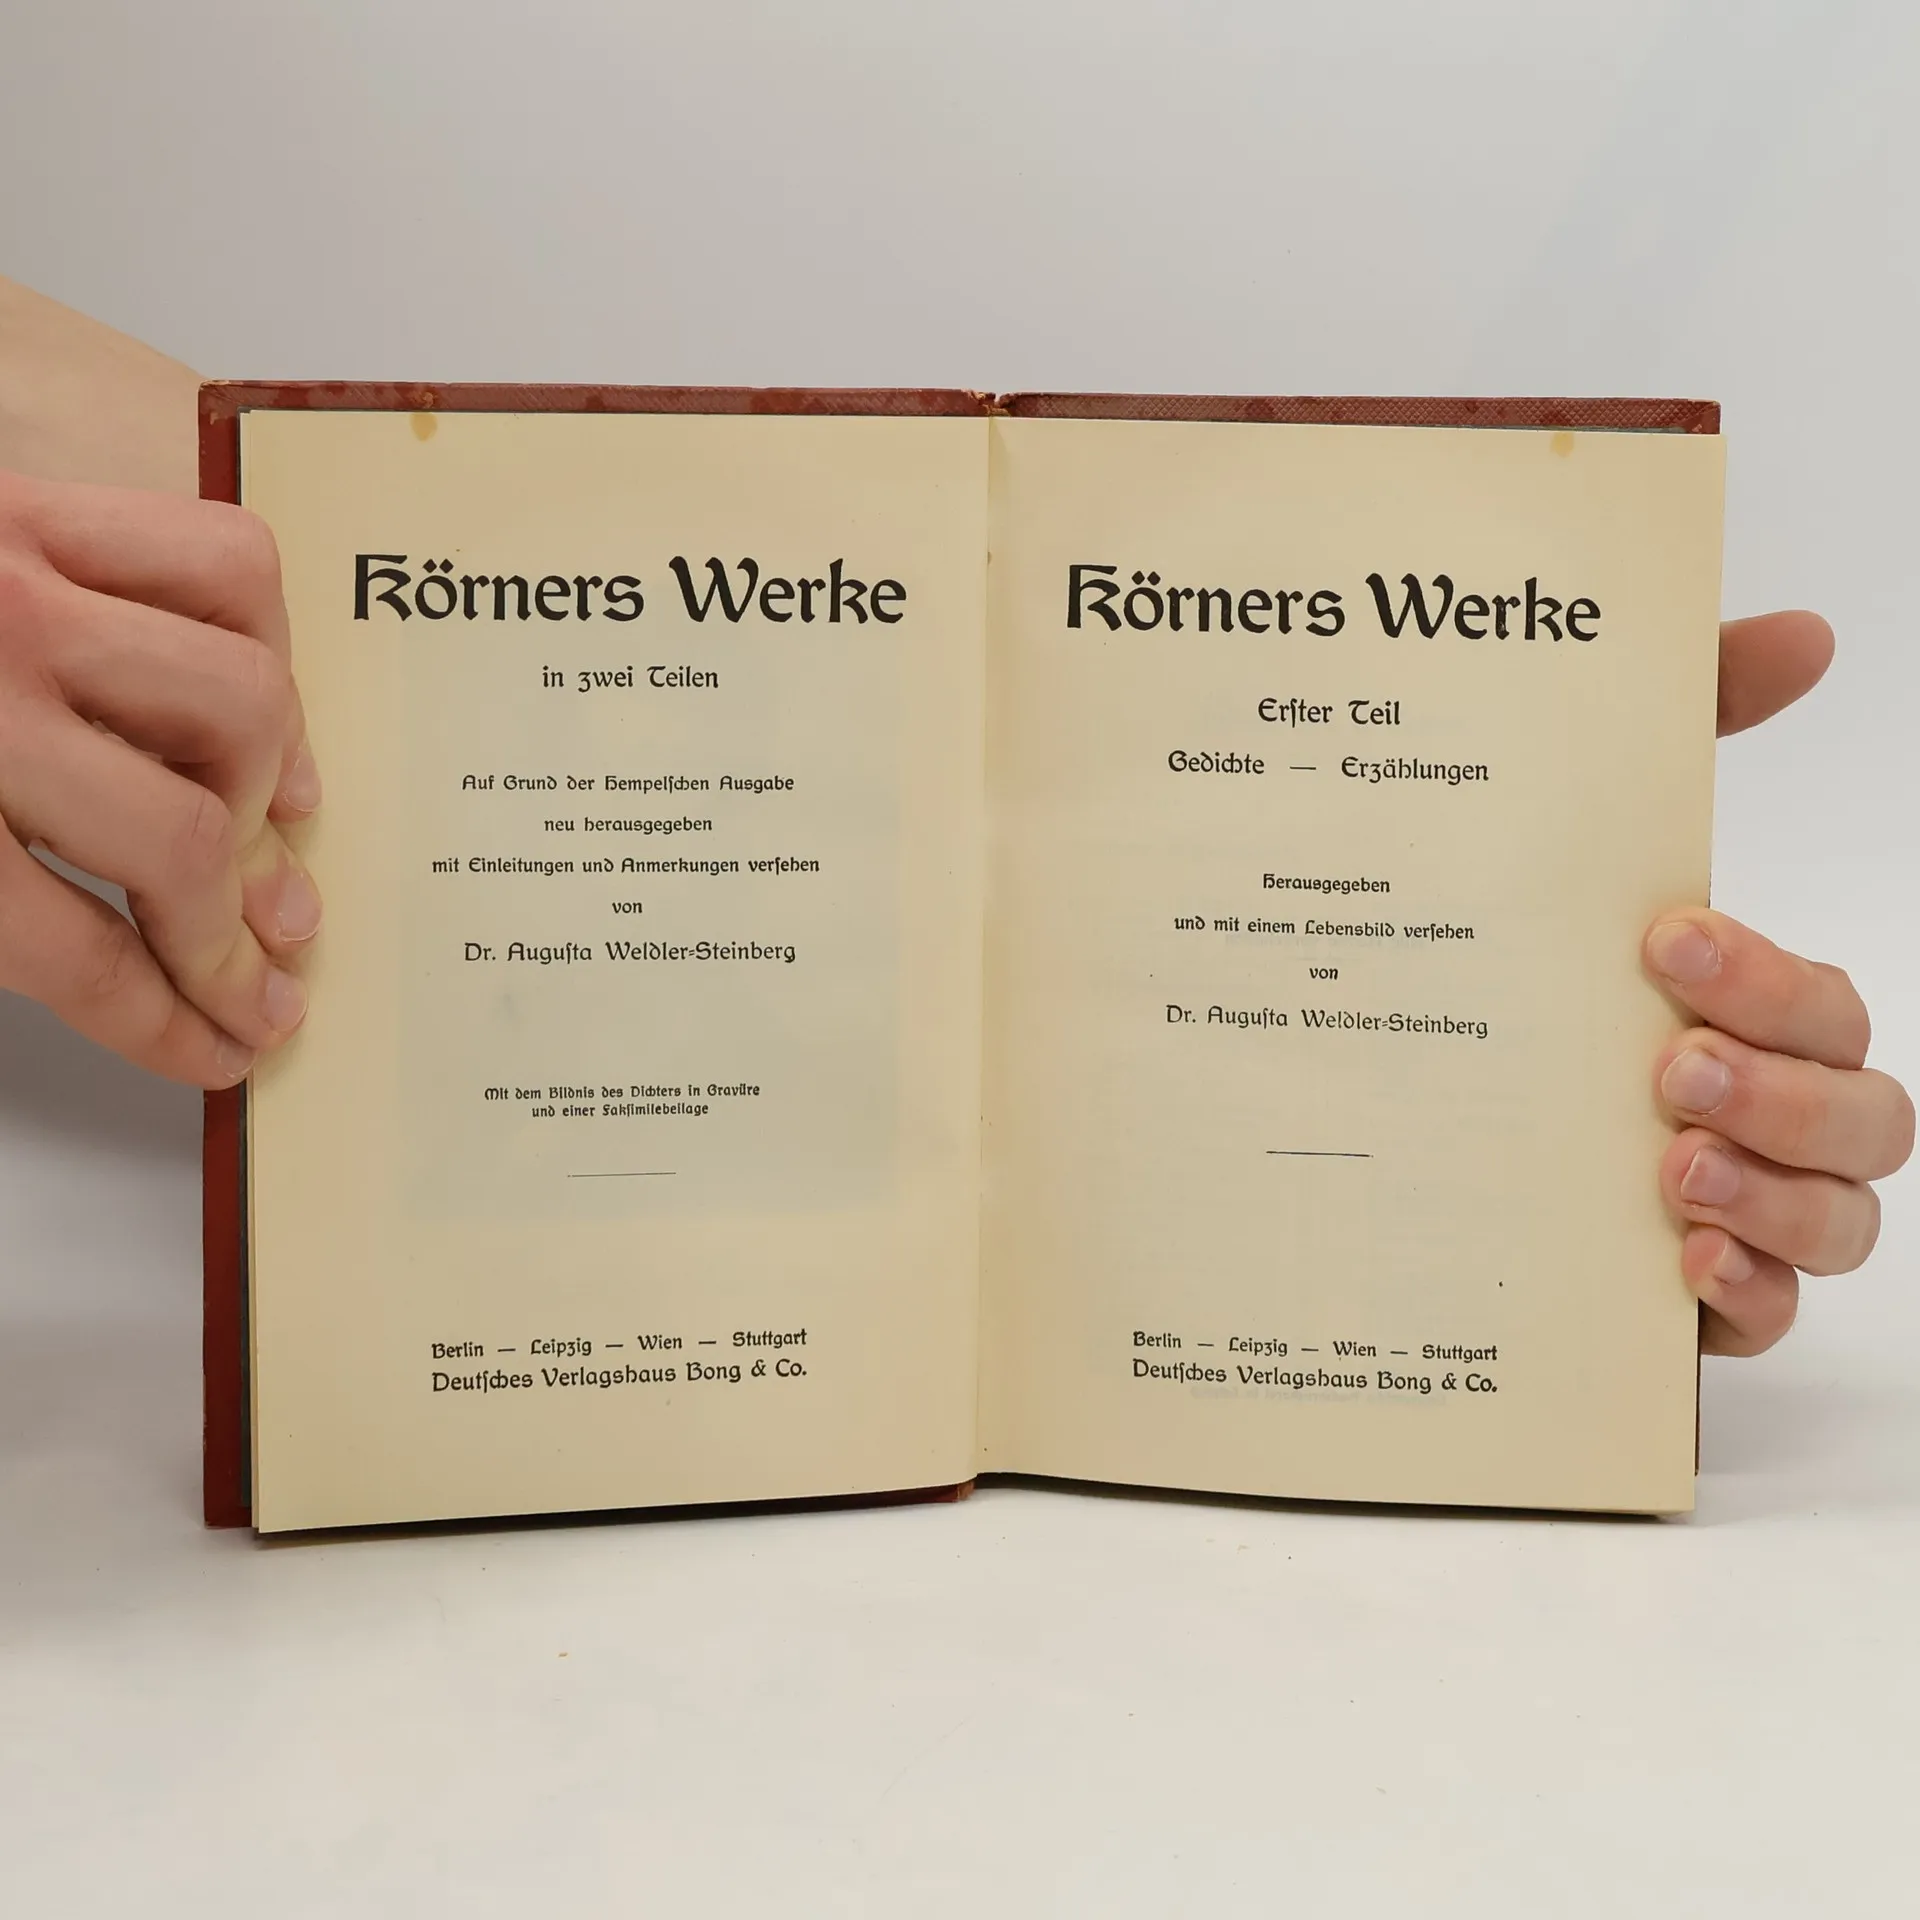 Körners Werke
in zwei Teilen
Auf Grund der Hempelſchen Ausgabe
neu herausgegeben
mit Einleitungen und Anmerkungen verſehen
von
Dr. Auguſta Weldler-Steinberg
Mit dem Bildnis des Dichters in Gravüre
und einer Fakſimilebeilage
Berlin — Leipzig — Wien — Stuttgart
Deutſches Verlagshaus Bong & Co.
Körners Werke
Erſter Teil
Gedichte — Erzählungen
Herausgegeben
und mit einem Lebensbild verſehen
von
Dr. Auguſta Weldler-Steinberg
Berlin — Leipzig — Wien — Stuttgart
Deutſches Verlagshaus Bong & Co.